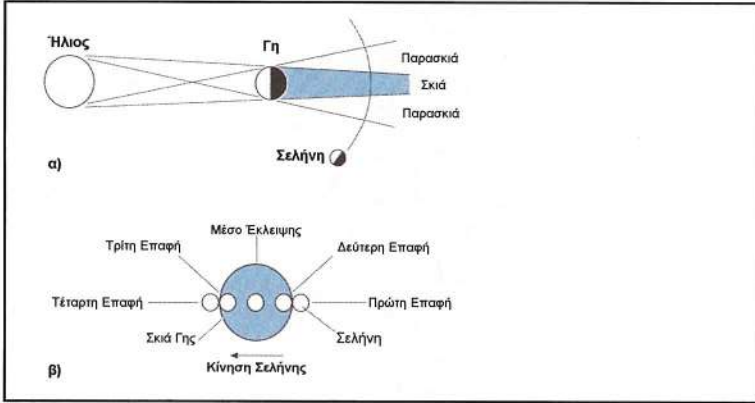 Ήλιος
Γη
Παρασκιά
Σκιά
Παρασκιά
Σελήνη
α)
Μέσο Έκλειψης
Τρίτη Επαφή
Δεύτερη Επαφή
Τέταρτη Επαφή
Πρώτη Επαφή
Σκιά Γης
Σελήνη
Κίνηση Σελήνης
β)